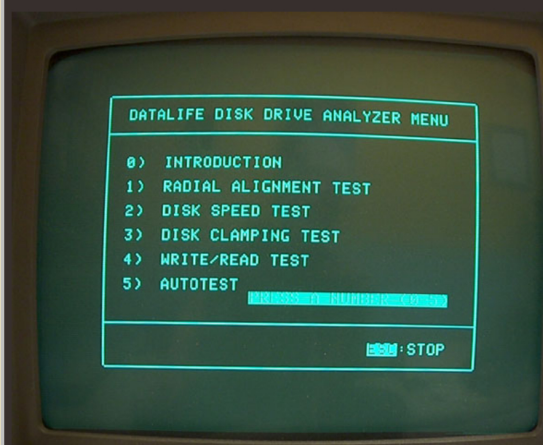 DATALIFE DISK DRIVE ANALYZER MENU
0) INTRODUCTION
1) RADIAL ALIGNMENT TEST
2) DISK SPEED TEST
3) DISK CLAMPING TEST
4) WRITE/READ TEST
5) AUTOTEST
PRESS A NUMBER (0-5)
ESC:STOP